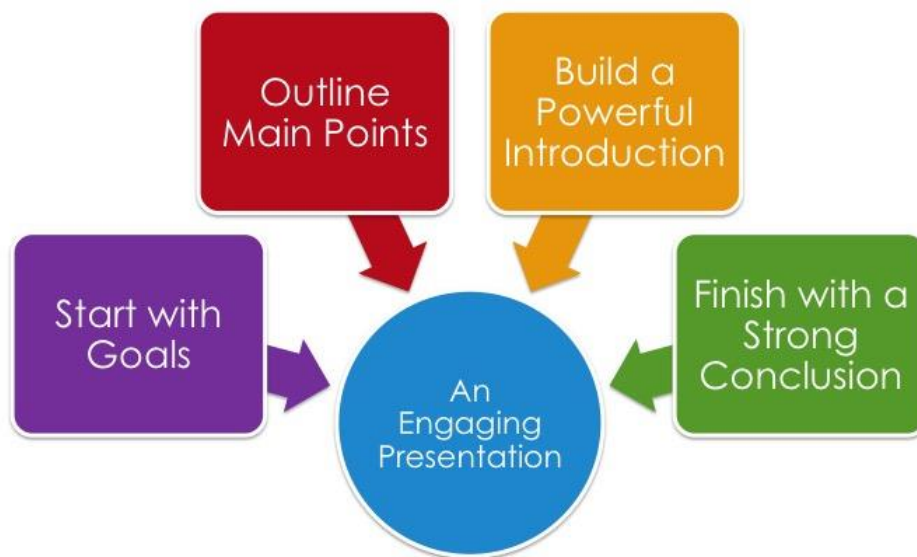 Start with
Goals
Outline
Main Points
Build a
Powerful
Introduction
Finish with a
Strong
Conclusion
An
Engaging
Presentation